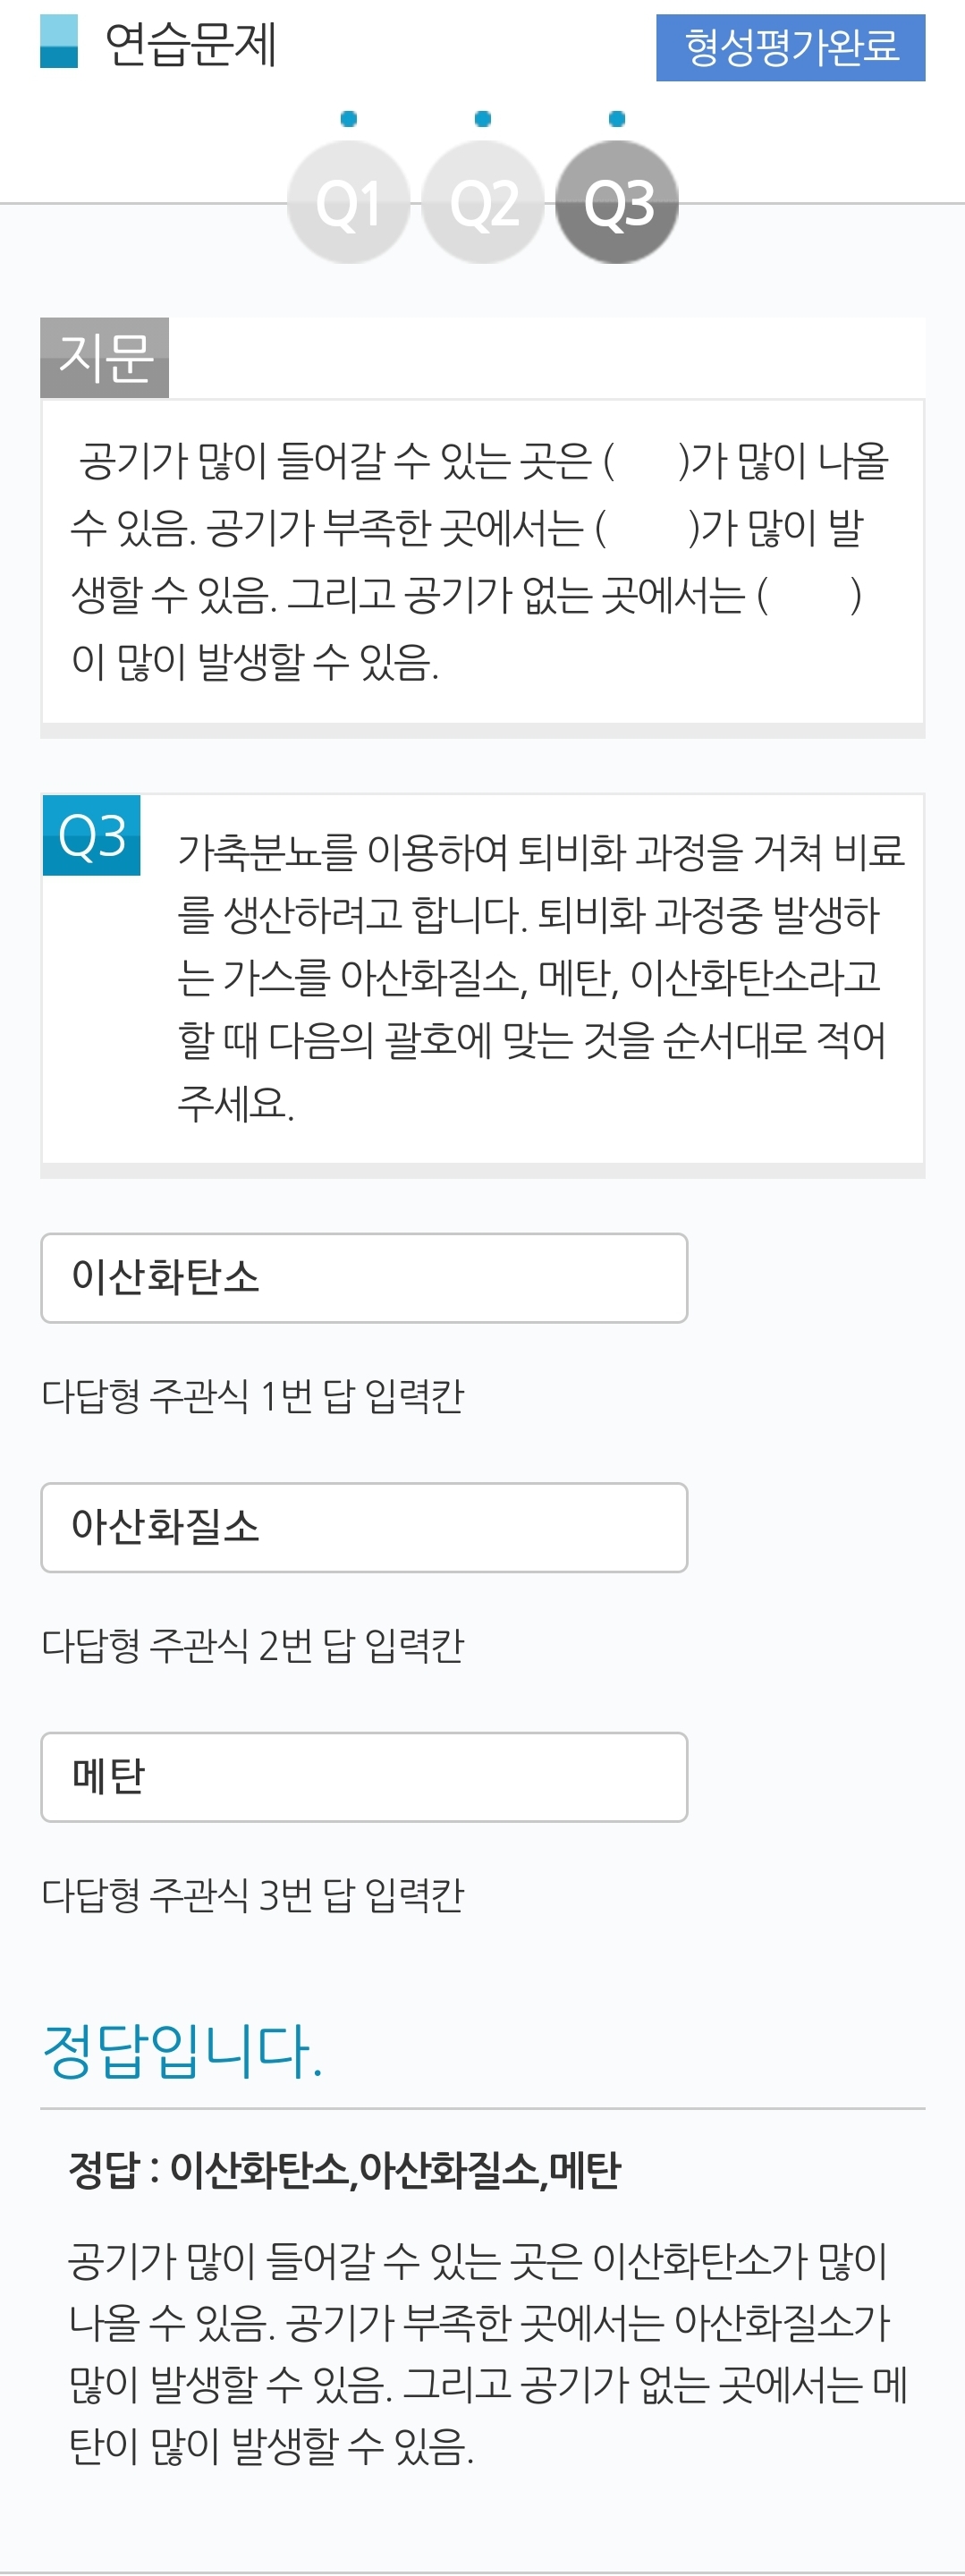 연습문제
형성평가완료
Q1 Q2 Q3
지문
공기가 많이 들어갈 수 있는 곳은 (      )가 많이 나올
수 있음. 공기가 부족한 곳에서는 (        )가 많이 발
생할 수 있음. 그리고 공기가 없는 곳에서는 (        )
이 많이 발생할 수 있음.
Q3
가축분뇨를 이용하여 퇴비화 과정을 거쳐 비료
를 생산하려고 합니다. 퇴비화 과정중 발생하
는 가스를 아산화질소, 메탄, 이산화탄소라고
할 때 다음의 괄호에 맞는 것을 순서대로 적어
주세요.
이산화탄소
다답형 주관식 1번 답 입력칸
아산화질소
다답형 주관식 2번 답 입력칸
메탄
다답형 주관식 3번 답 입력칸
정답입니다.
정답 : 이산화탄소,아산화질소,메탄
공기가 많이 들어갈 수 있는 곳은 이산화탄소가 많이
나올 수 있음. 공기가 부족한 곳에서는 아산화질소가
많이 발생할 수 있음. 그리고 공기가 없는 곳에서는 메
탄이 많이 발생할 수 있음.